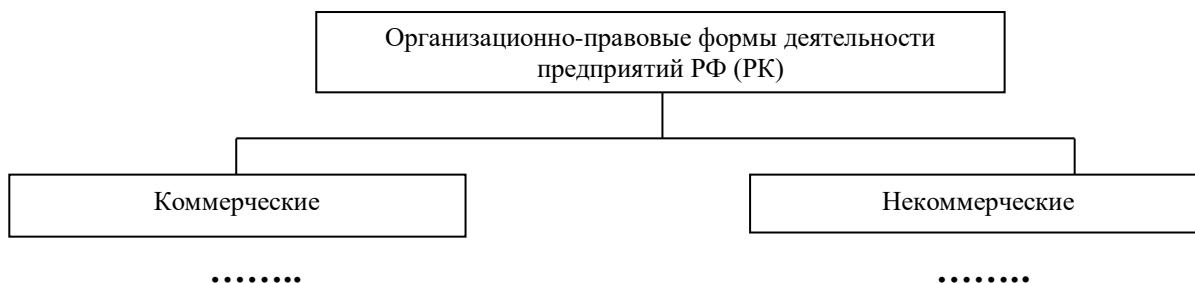 Организационно-правовые формы деятельности
предприятий РФ (РК)
Коммерческие
Некоммерческие
……..
……..